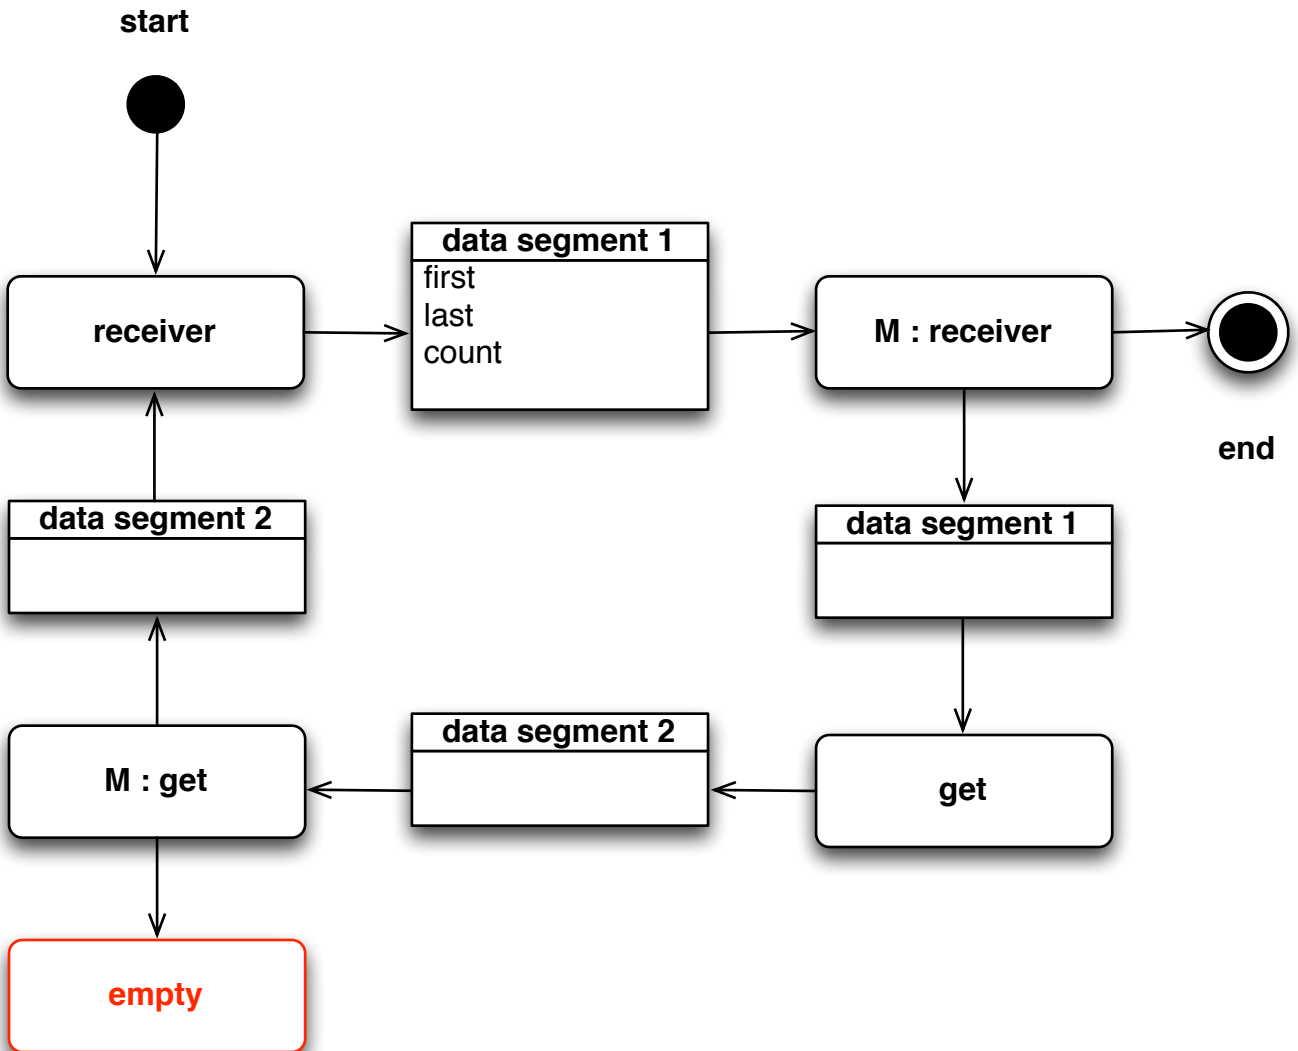 start
data segment 1
first
last
count
receiver
M : receiver
end
data segment 2
data segment 1
data segment 2
M : get
get
empty